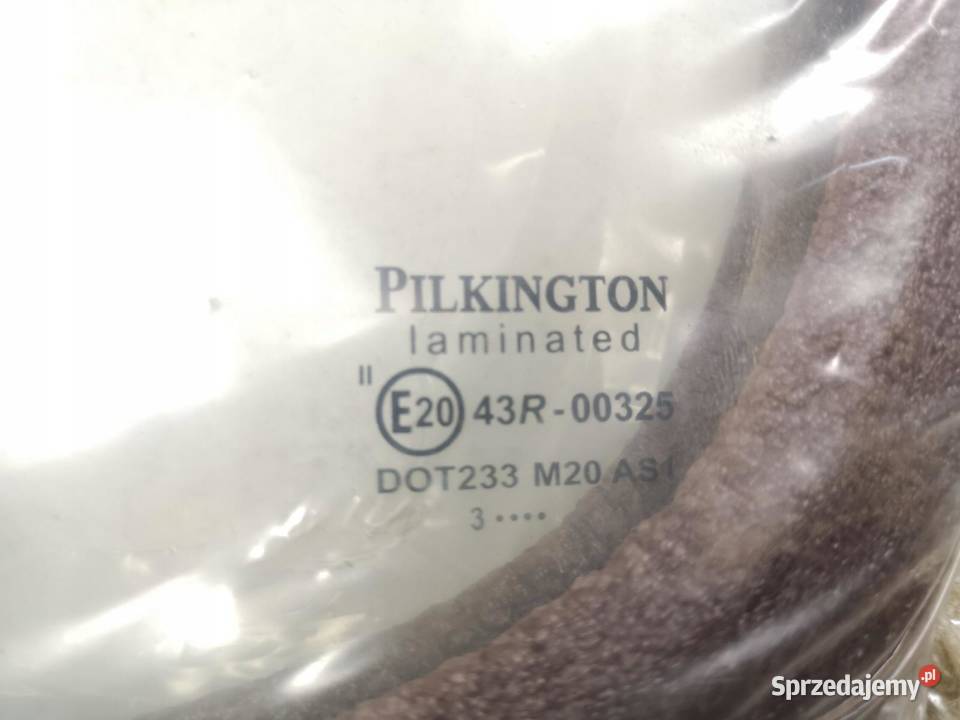 PILKINGTON
laminated
II
E20 43R-00325
DOT233 M20 AS1
3 ••••
Sprzedajemy.pl